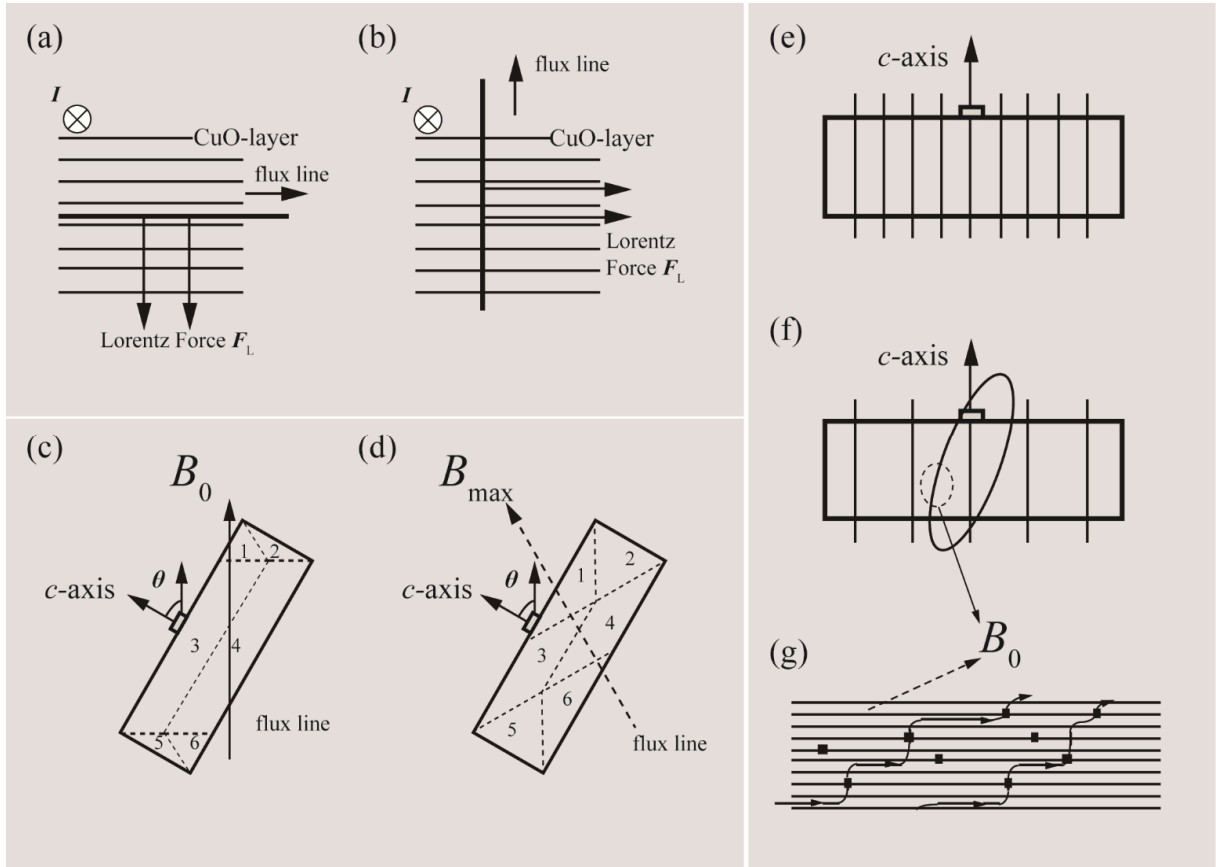 (a)
I
CuO-layer
flux line
Lorentz Force F_L
(b)
flux line
I
CuO-layer
Lorentz
Force F_L
(c)
B_0
θ
c-axis
1 2
3 4
5 6
flux line
(d)
B_max
θ
c-axis
1 2
3 4
5 6
flux line
(e)
c-axis
(f)
c-axis
B_0
(g)